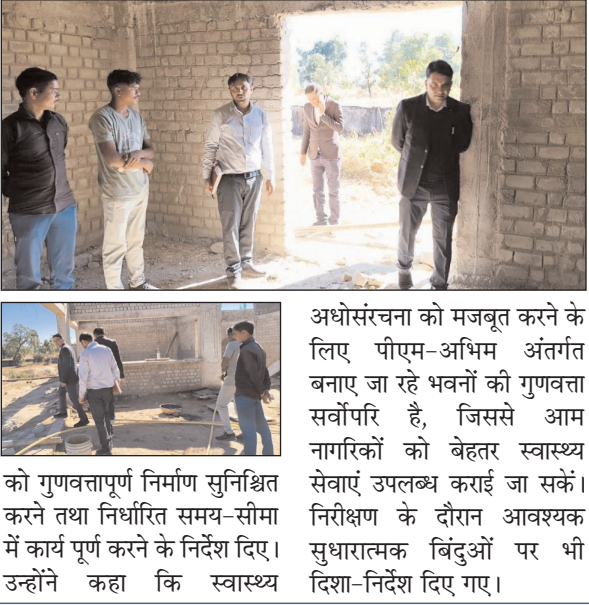 को गुणवत्तापूर्ण निर्माण सुनिश्चित
करने तथा निर्धारित समय-सीमा
में कार्य पूर्ण करने के निर्देश दिए।
उन्होंने कहा कि स्वास्थ्य
अधोसंरचना को मजबूत करने के
लिए पीएम-अभिम अंतर्गत
बनाए जा रहे भवनों की गुणवत्ता
सर्वोपरि है, जिससे आम
नागरिकों को बेहतर स्वास्थ्य
सेवाएं उपलब्ध कराई जा सकें।
निरीक्षण के दौरान आवश्यक
सुधारात्मक बिंदुओं पर भी
दिशा-निर्देश दिए गए।